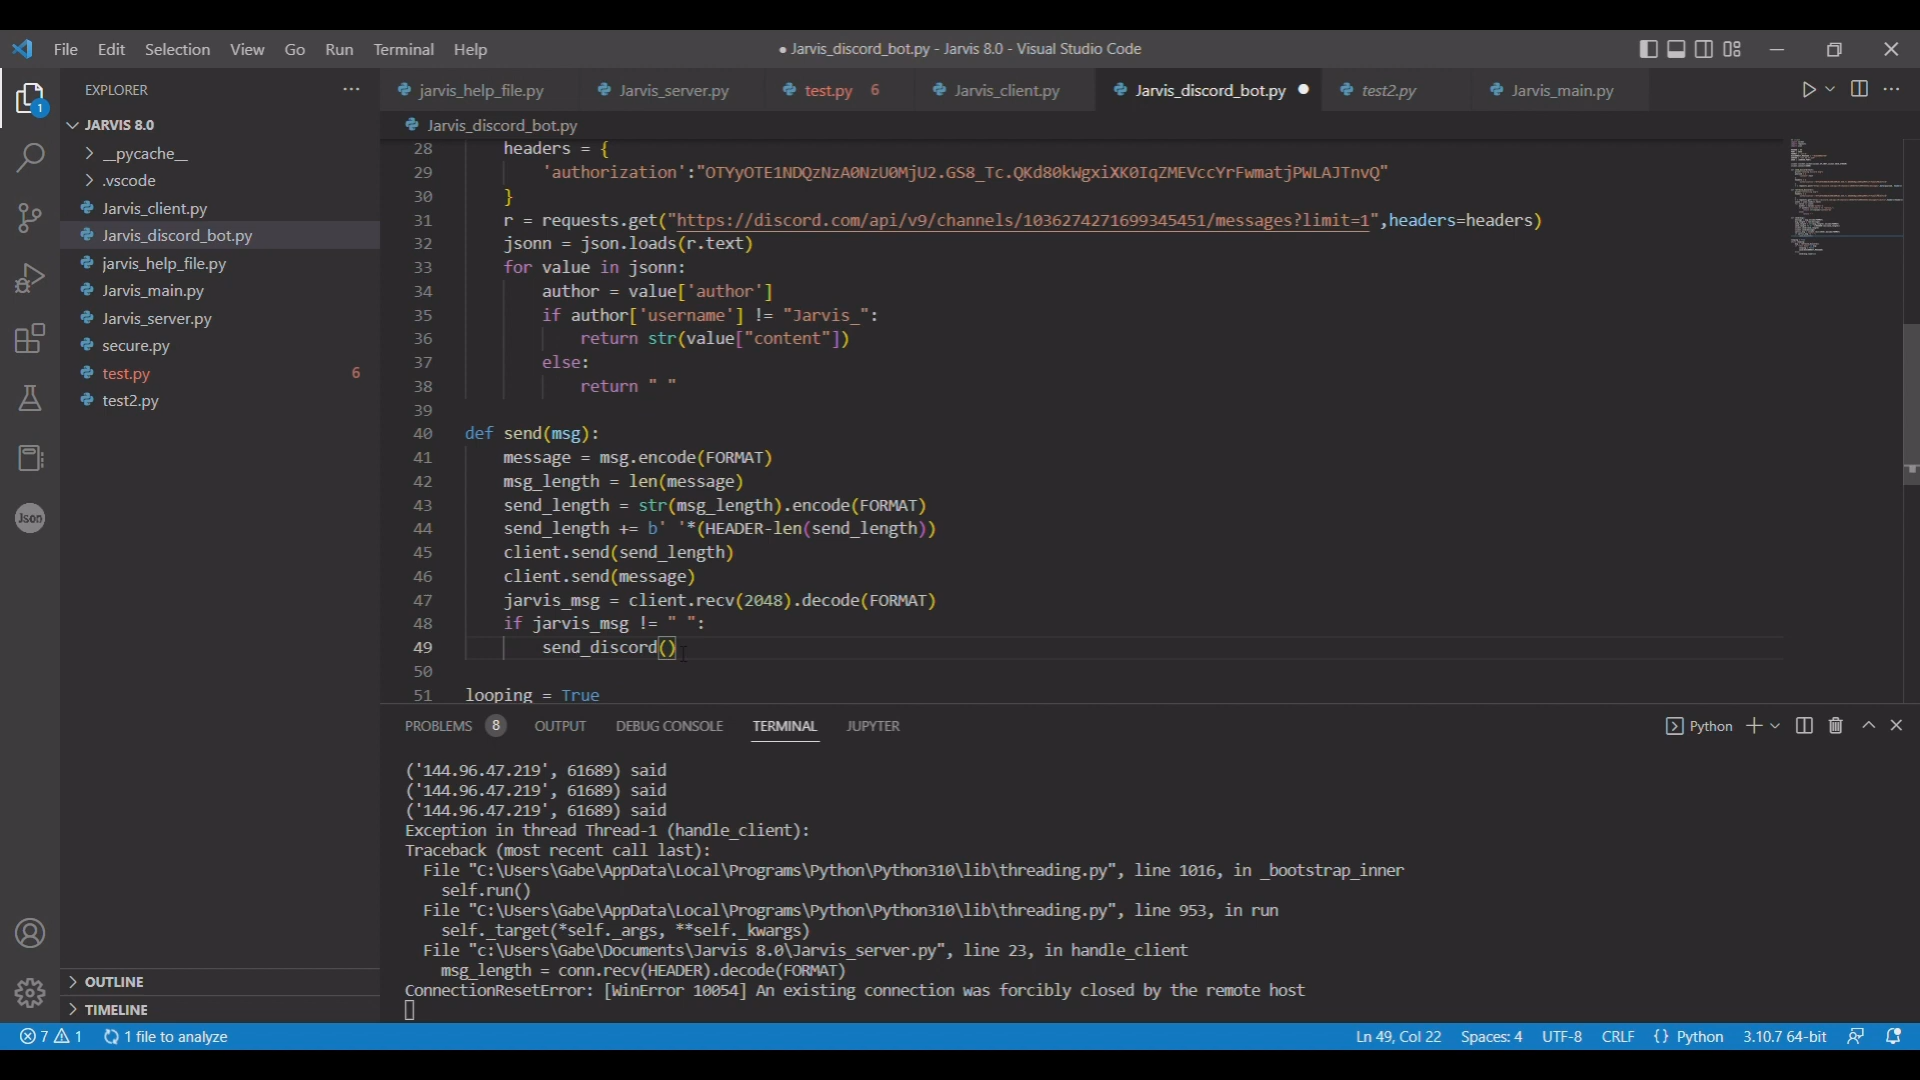 File Edit Selection View Go Run Terminal Help
● Jarvis_discord_bot.py - Jarvis 8.0 - Visual Studio Code
EXPLORER
jarvis_help_file.py
Jarvis_server.py
test.py 6
Jarvis_client.py
Jarvis_discord_bot.py
test2.py
Jarvis_main.py
1
JARVIS 8.0
__pycache__
.vscode
Jarvis_client.py
Jarvis_discord_bot.py
jarvis_help_file.py
Jarvis_main.py
Jarvis_server.py
secure.py
test.py 6
test2.py
Json
OUTLINE
TIMELINE
Jarvis_discord_bot.py
28 headers = {
29 'authorization':"OTYyOTE1NDQzNzA0NzU0MjU2.GS8_Tc.QKd80kWgxiXK0IqZMEVccYrFwmatjPWLAJTnvQ"
30 }
31 r = requests.get("https://discord.com/api/v9/channels/1036274271699345451/messages?limit=1",headers=headers)
32 jsonn = json.loads(r.text)
33 for value in jsonn:
34 author = value['author']
35 if author['username'] != "Jarvis_":
36 return str(value["content"])
37 else:
38 return " "
39
40 def send(msg):
41 message = msg.encode(FORMAT)
42 msg_length = len(message)
43 send_length = str(msg_length).encode(FORMAT)
44 send_length += b' '*(HEADER-len(send_length))
45 client.send(send_length)
46 client.send(message)
47 jarvis_msg = client.recv(2048).decode(FORMAT)
48 if jarvis_msg != " ":
49 send_discord()
50
51 looping = True
PROBLEMS 8 OUTPUT DEBUG CONSOLE TERMINAL JUPYTER
Python
('144.96.47.219', 61689) said
('144.96.47.219', 61689) said
('144.96.47.219', 61689) said
Exception in thread Thread-1 (handle_client):
Traceback (most recent call last):
File "C:\Users\Gabe\AppData\Local\Programs\Python\Python310\lib\threading.py", line 1016, in _bootstrap_inner
self.run()
File "C:\Users\Gabe\AppData\Local\Programs\Python\Python310\lib\threading.py", line 953, in run
self._target(*self._args, **self._kwargs)
File "c:\Users\Gabe\Documents\Jarvis 8.0\Jarvis_server.py", line 23, in handle_client
msg_length = conn.recv(HEADER).decode(FORMAT)
ConnectionResetError: [WinError 10054] An existing connection was forcibly closed by the remote host
7 1 1 file to analyze
Ln 49, Col 22 Spaces: 4 UTF-8 CRLF {} Python 3.10.7 64-bit